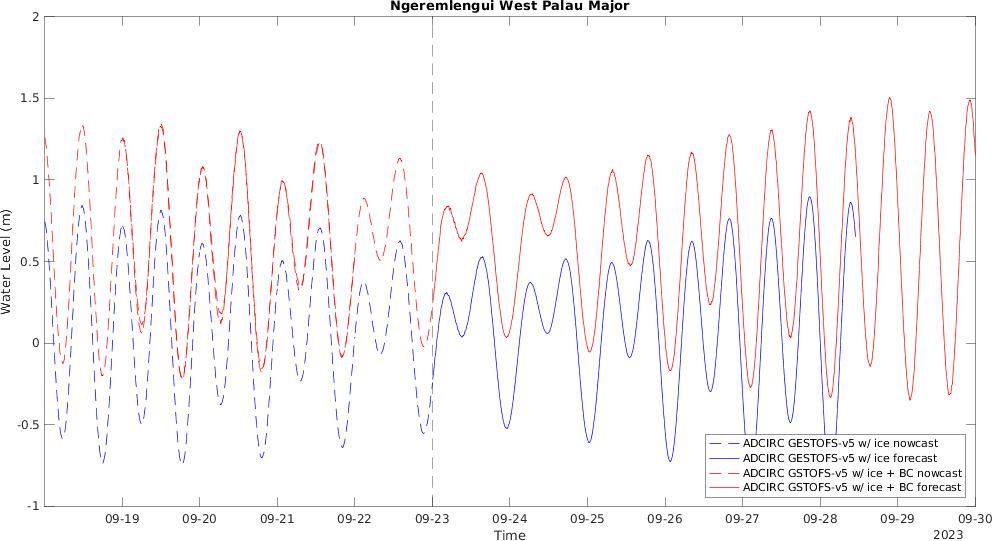 Ngeremlengui West Palau Major
2
1.5
1
0.5
0
-0.5
-1
Water Level (m)
ADCIRC GESTOFS-v5 w/ ice nowcast
ADCIRC GESTOFS-v5 w/ ice forecast
ADCIRC GSTOFS-v5 w/ ice + BC nowcast
ADCIRC GSTOFS-v5 w/ ice + BC forecast
09-19 09-20 09-21 09-22 09-23 09-24 09-25 09-26 09-27 09-28 09-29 09-30
Time
2023